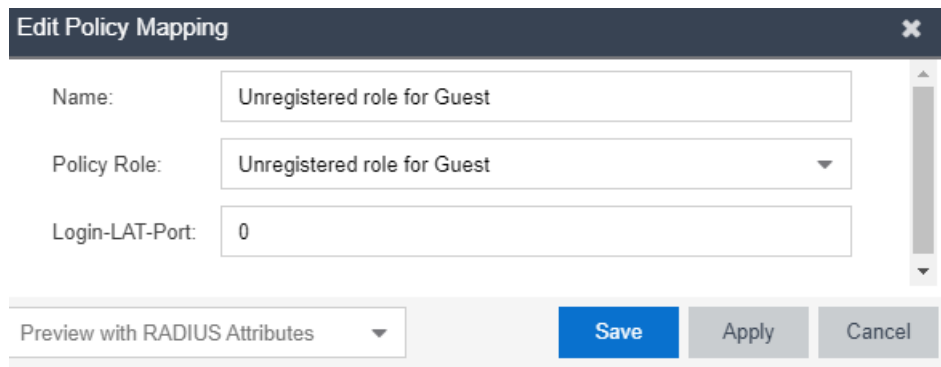 Edit Policy Mapping
Name: Unregistered role for Guest
Policy Role: Unregistered role for Guest
Login-LAT-Port: 0
Preview with RADIUS Attributes Save Apply Cancel